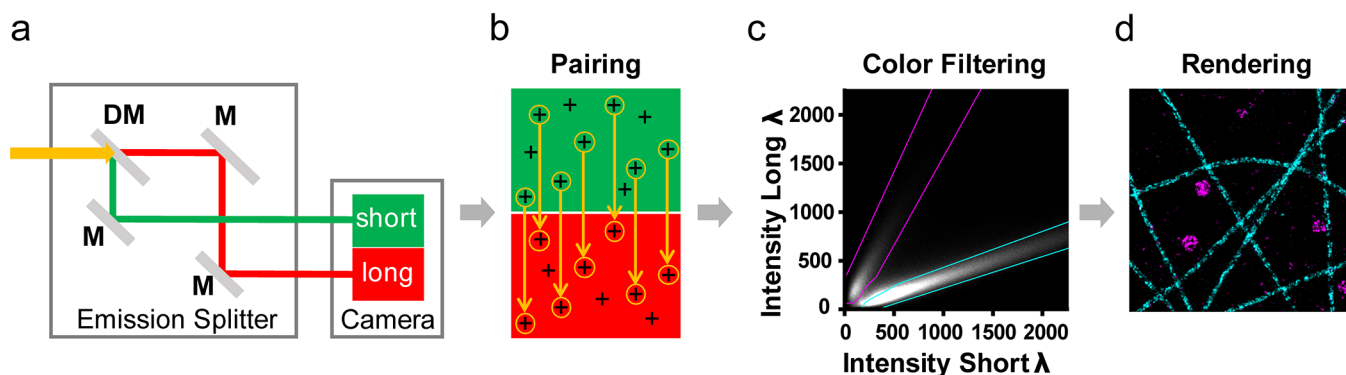 a
DM
M
M
M
short
long
Emission Splitter
Camera
b
Pairing
c
Color Filtering
Intensity Long λ
2000
1500
1000
500
0
0
500
1000
1500
2000
Intensity Short λ
d
Rendering